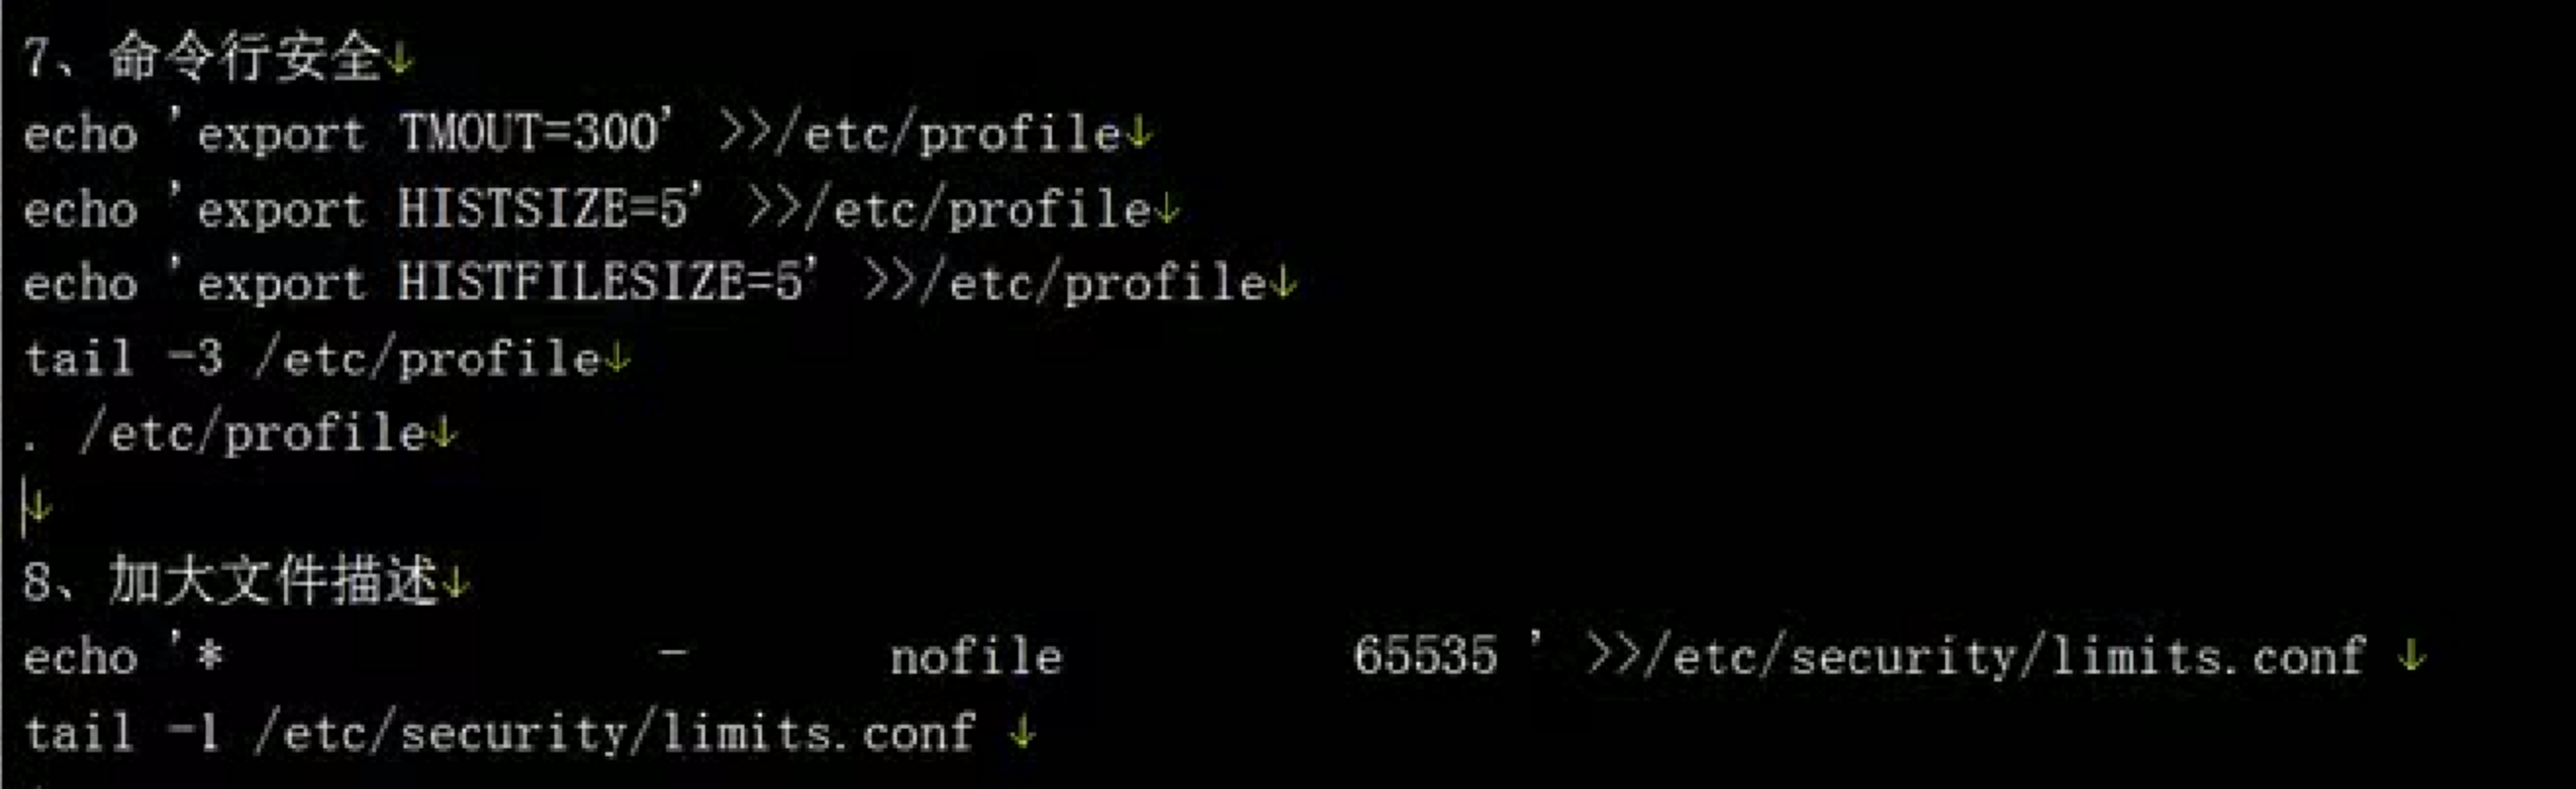 7、命令行安全↓
echo 'export TMOUT=300' >>/etc/profile↓
echo 'export HISTSIZE=5' >>/etc/profile↓
echo 'export HISTFILESIZE=5' >>/etc/profile↓
tail -3 /etc/profile↓
. /etc/profile↓
↓
8、加大文件描述↓
echo '*               -       nofile          65535 ' >>/etc/security/limits.conf ↓
tail -1 /etc/security/limits.conf ↓